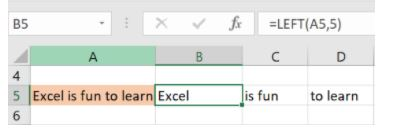 B5 fx =LEFT(A5,5)
A B C D
4
5 Excel is fun to learn Excel is fun to learn
6